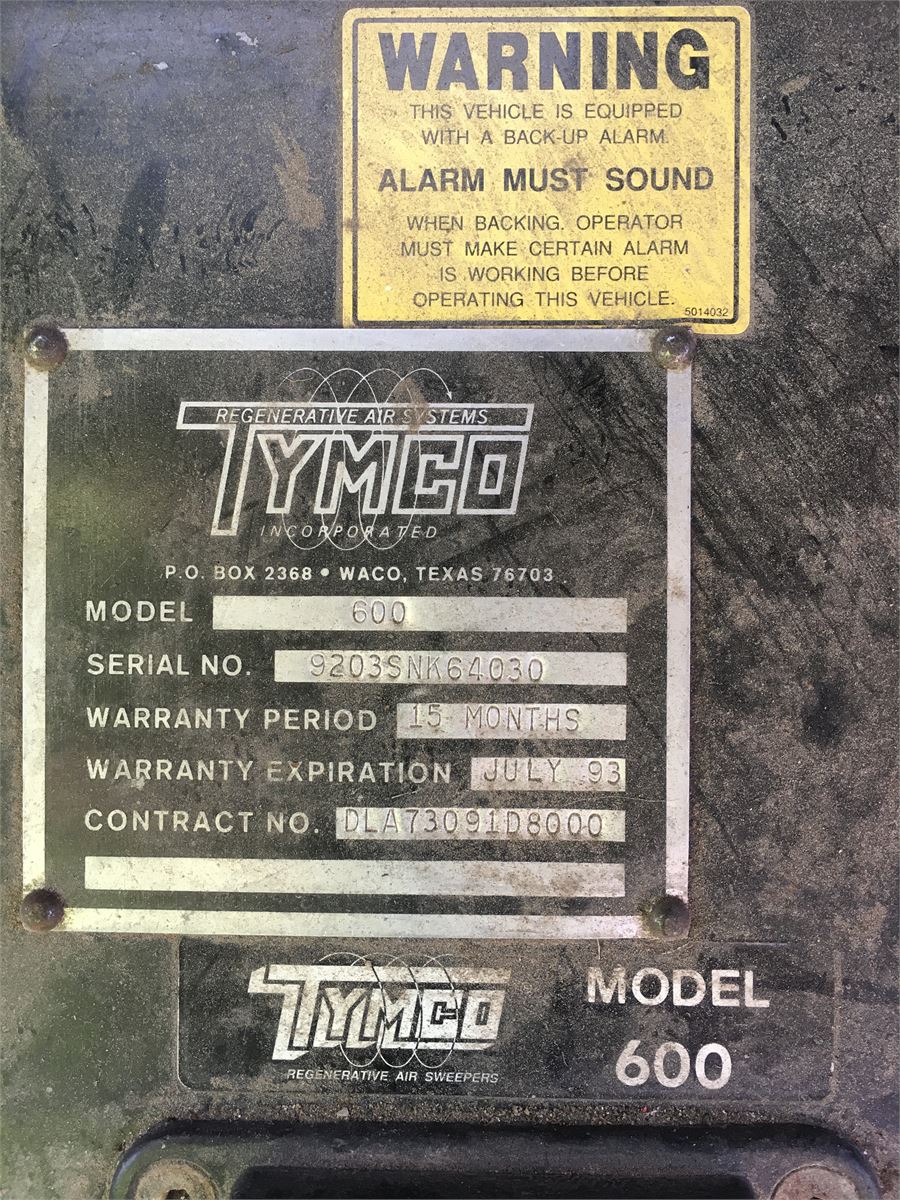 WARNING
THIS VEHICLE IS EQUIPPED
WITH A BACK-UP ALARM.
ALARM MUST SOUND
WHEN BACKING. OPERATOR
MUST MAKE CERTAIN ALARM
IS WORKING BEFORE
OPERATING THIS VEHICLE.
5014032
REGENERATIVE AIR SYSTEMS
TYMCO
INCORPORATED
P.O. BOX 2368 • WACO, TEXAS 76703
MODEL 600
SERIAL NO. 9203SNK64030
WARRANTY PERIOD 15 MONTHS
WARRANTY EXPIRATION JULY 93
CONTRACT NO. DLA73091D8000
TYMCO
REGENERATIVE AIR SWEEPERS
MODEL
600